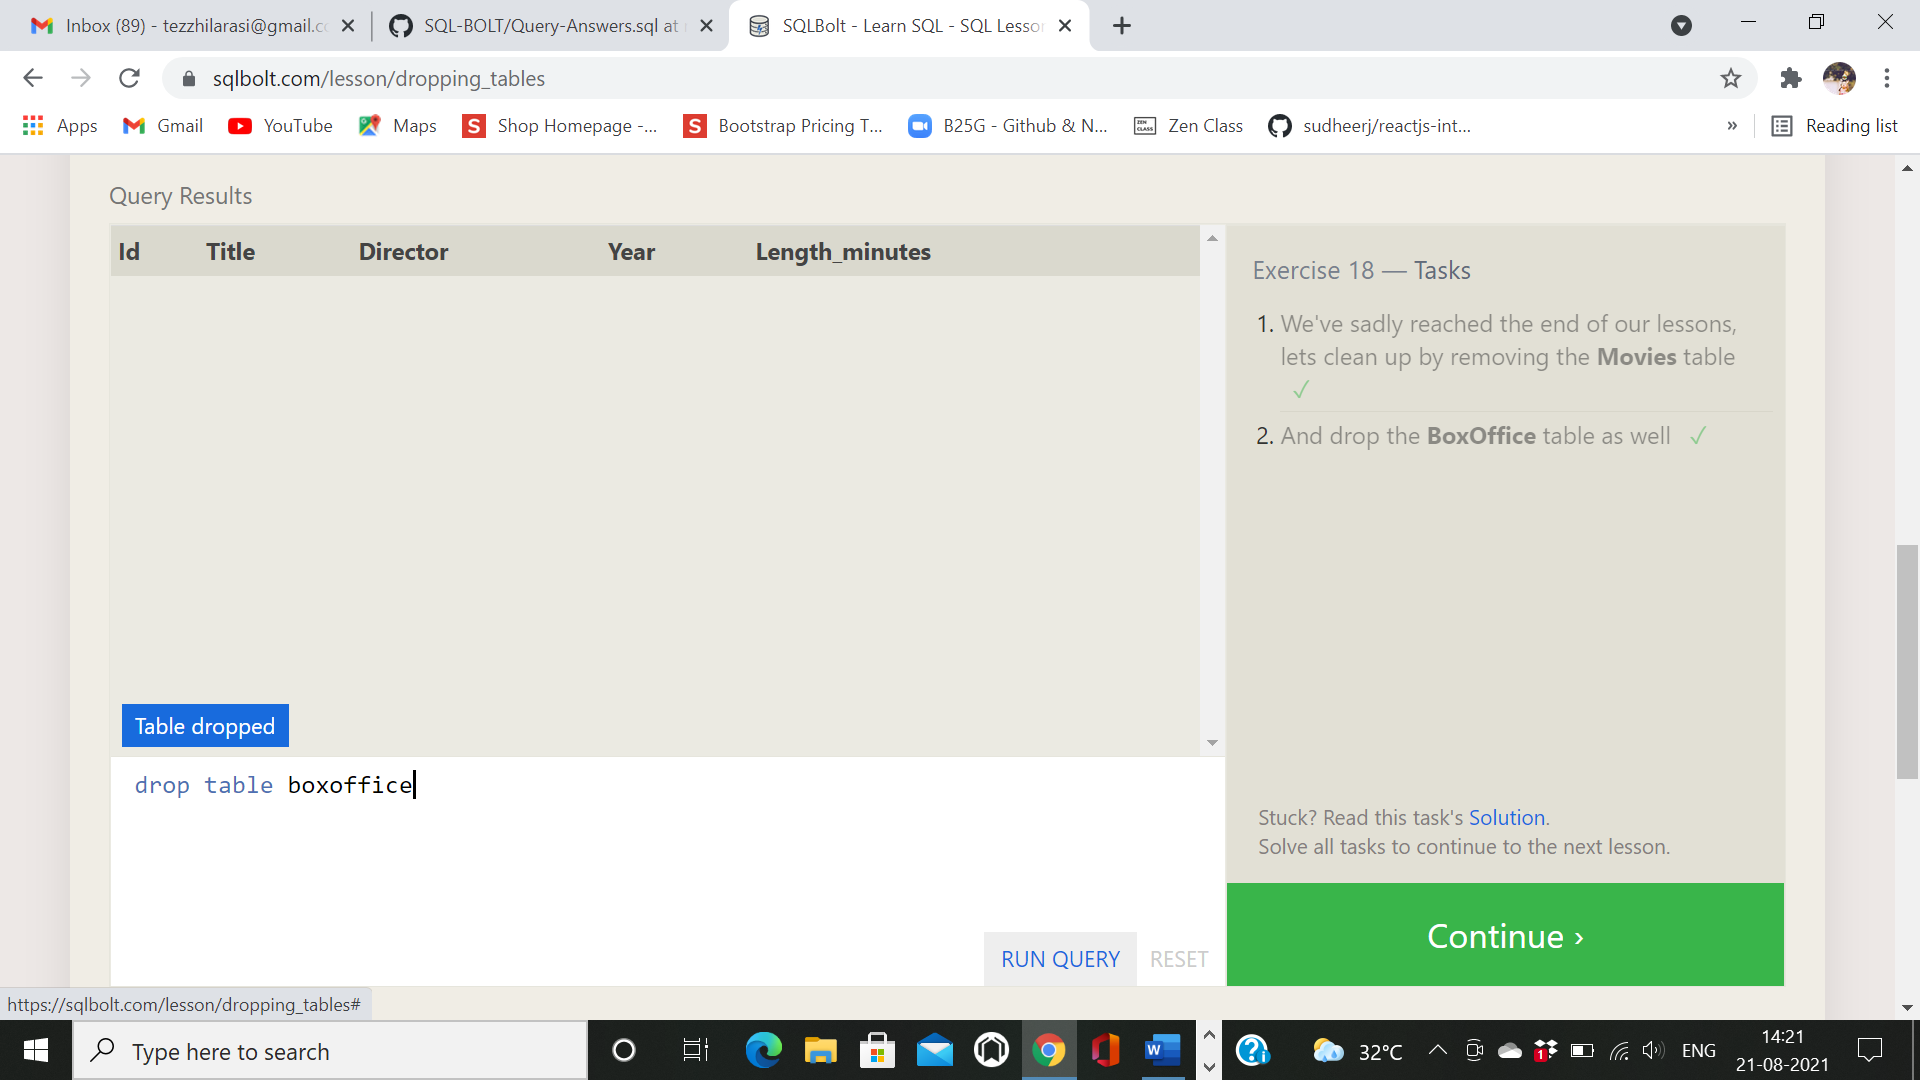 Inbox (89) - tezzhilarasi@gmail.c
SQL-BOLT/Query-Answers.sql at
SQLBolt - Learn SQL - SQL Lesson
sqlbolt.com/lesson/dropping_tables
Apps
Gmail
YouTube
Maps
S
Shop Homepage -...
S
Bootstrap Pricing T...
B25G - Github & N...
ZEN CLASS
Zen Class
sudheerj/reactjs-int...
»
Reading list
Query Results
Id Title Director Year Length_minutes
Exercise 18 — Tasks
1. We've sadly reached the end of our lessons,
lets clean up by removing the Movies table
✓
2. And drop the BoxOffice table as well ✓
Table dropped
drop table boxoffice
Stuck? Read this task's Solution.
Solve all tasks to continue to the next lesson.
RUN QUERY
RESET
Continue ›
https://sqlbolt.com/lesson/dropping_tables#
Type here to search
W
?
32°C
1
ENG
14:21
21-08-2021